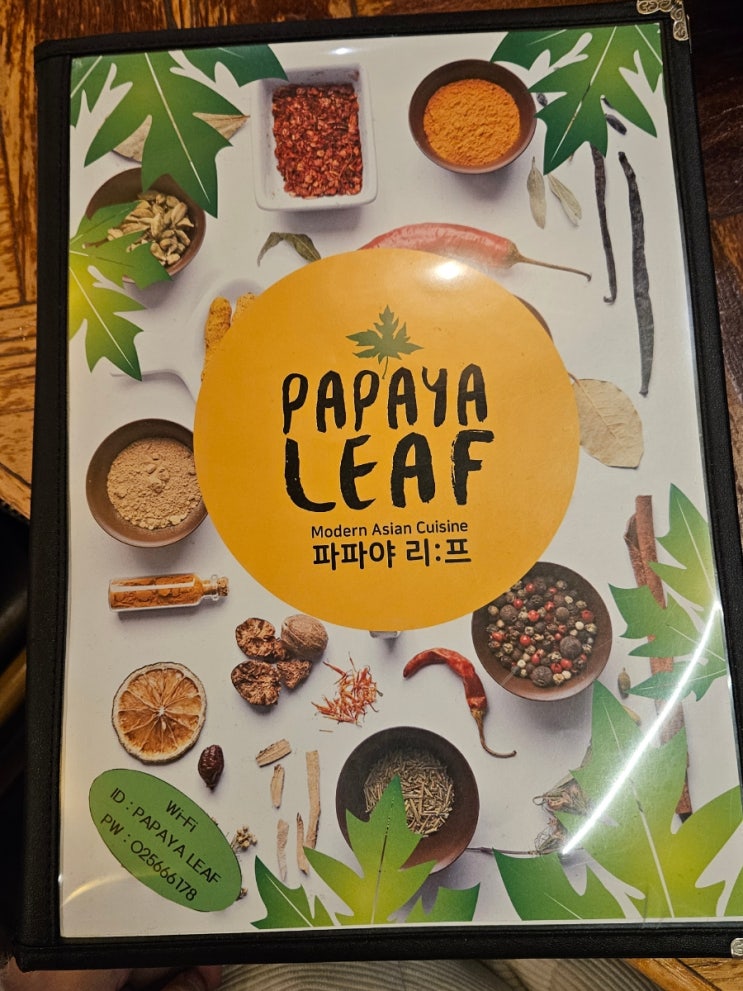 PAPAYA
LEAF
Modern Asian Cuisine
파파야 리:프
Wi-Fi
ID : PAPAYA LEAF
PW : 025666178